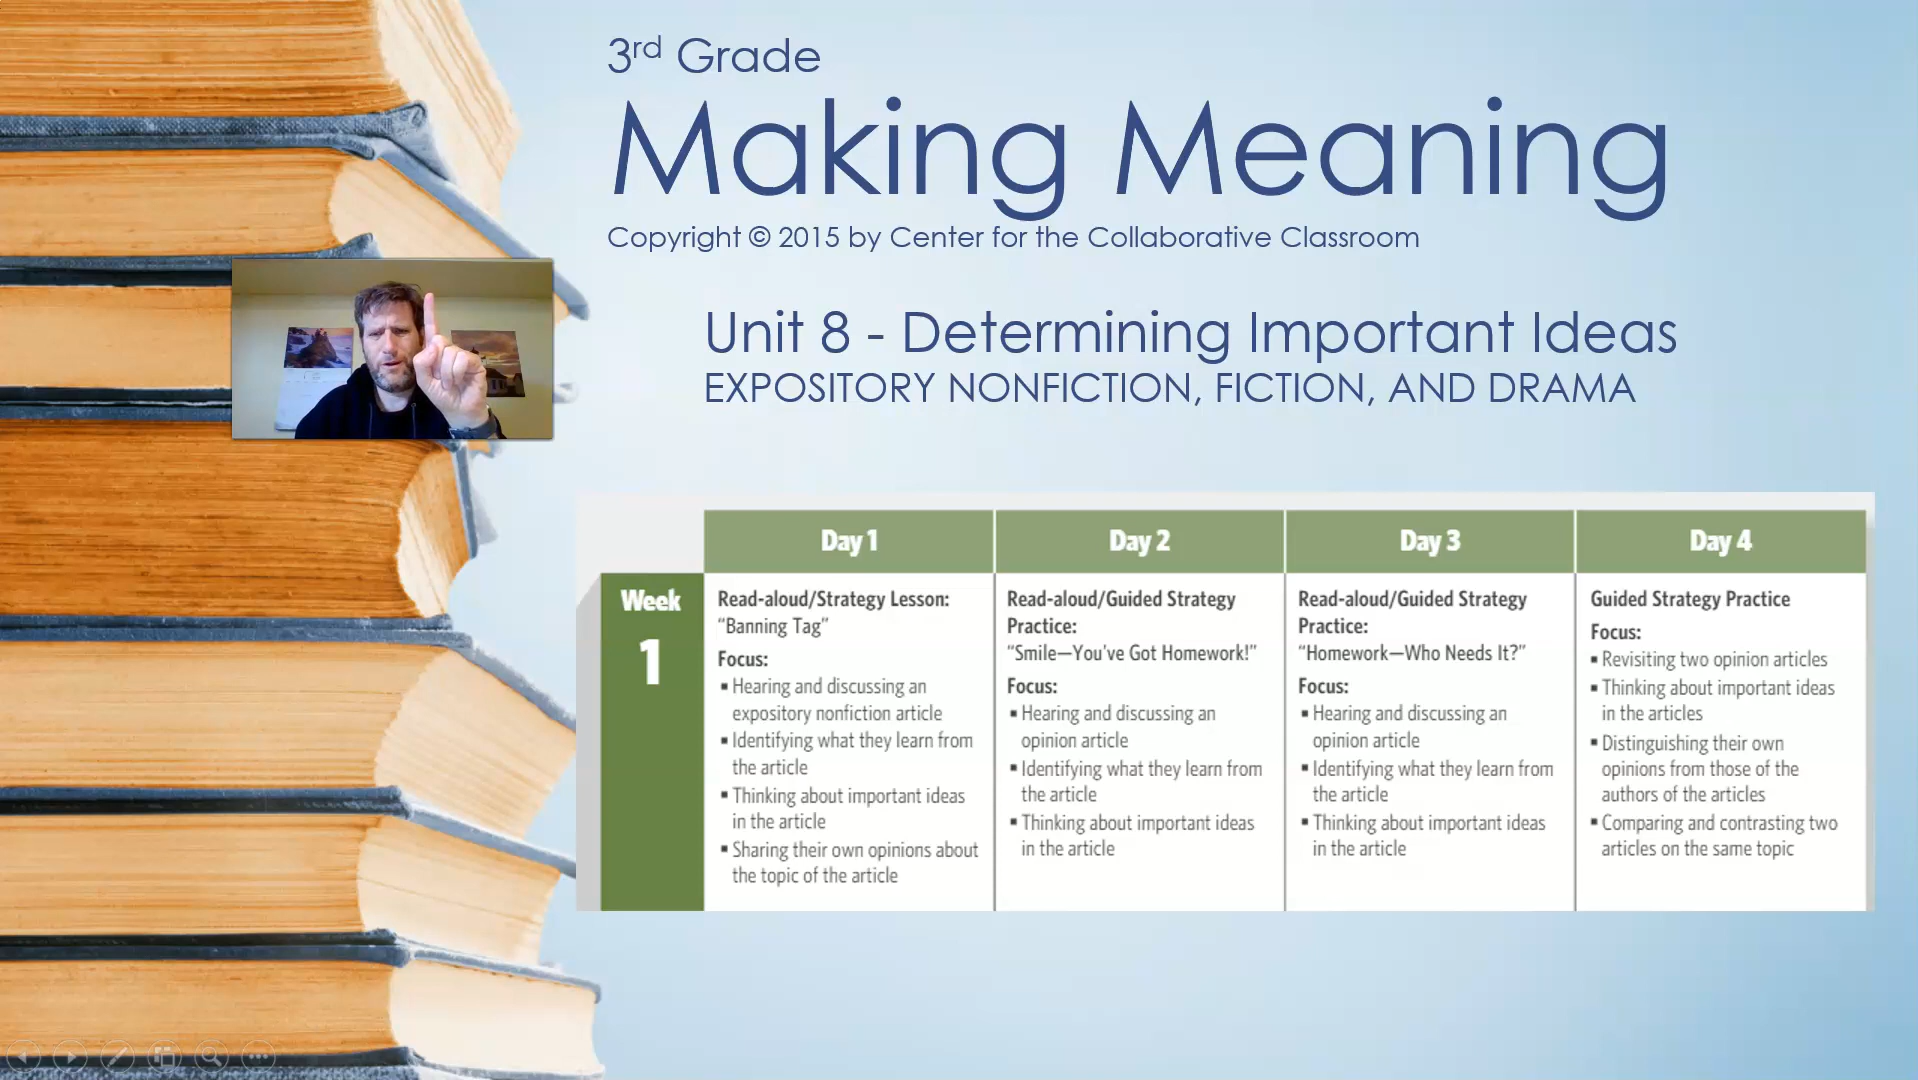 3rd Grade
Making Meaning
Copyright © 2015 by Center for the Collaborative Classroom
Unit 8 - Determining Important Ideas
EXPOSITORY NONFICTION, FICTION, AND DRAMA
Day 1
Day 2
Day 3
Day 4
Week
1
Read-aloud/Strategy Lesson:
“Banning Tag”
Focus:
▪ Hearing and discussing an
expository nonfiction article
▪ Identifying what they learn from
the article
▪ Thinking about important ideas
in the article
▪ Sharing their own opinions about
the topic of the article
Read-aloud/Guided Strategy
Practice:
“Smile—You’ve Got Homework!”
Focus:
▪ Hearing and discussing an
opinion article
▪ Identifying what they learn from
the article
▪ Thinking about important ideas
in the article
Read-aloud/Guided Strategy
Practice:
“Homework—Who Needs It?”
Focus:
▪ Hearing and discussing an
opinion article
▪ Identifying what they learn from
the article
▪ Thinking about important ideas
in the article
Guided Strategy Practice
Focus:
▪ Revisiting two opinion articles
▪ Thinking about important ideas
in the articles
▪ Distinguishing their own
opinions from those of the
authors of the articles
▪ Comparing and contrasting two
articles on the same topic